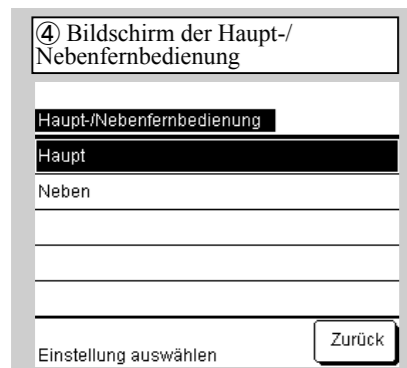 ④ Bildschirm der Haupt-/
Nebenfernbedienung
Haupt-/Nebenfernbedienung
Haupt
Neben
Zurück
Einstellung auswählen